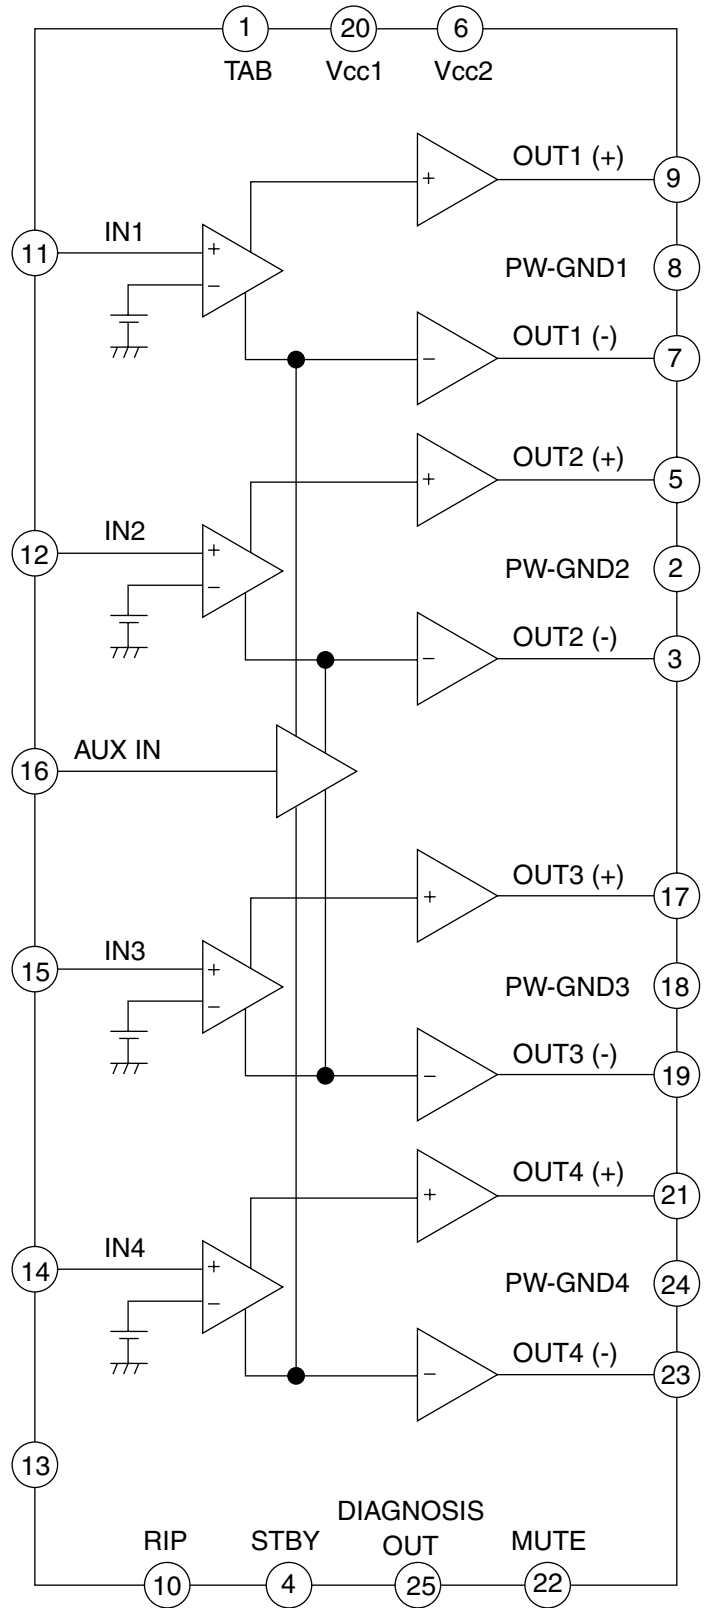 1 20 6
TAB Vcc1 Vcc2
OUT1 (+)
+ 9
IN1
11 +
PW-GND1 8
−
OUT1 (-)
− 7
OUT2 (+)
+ 5
IN2
12 +
PW-GND2 2
−
OUT2 (-)
− 3
AUX IN
16
OUT3 (+)
+ 17
IN3
15 +
PW-GND3 18
−
OUT3 (-)
− 19
OUT4 (+)
+ 21
IN4
14 +
PW-GND4 24
−
OUT4 (-)
− 23
13
DIAGNOSIS
RIP STBY OUT MUTE
10 4 25 22